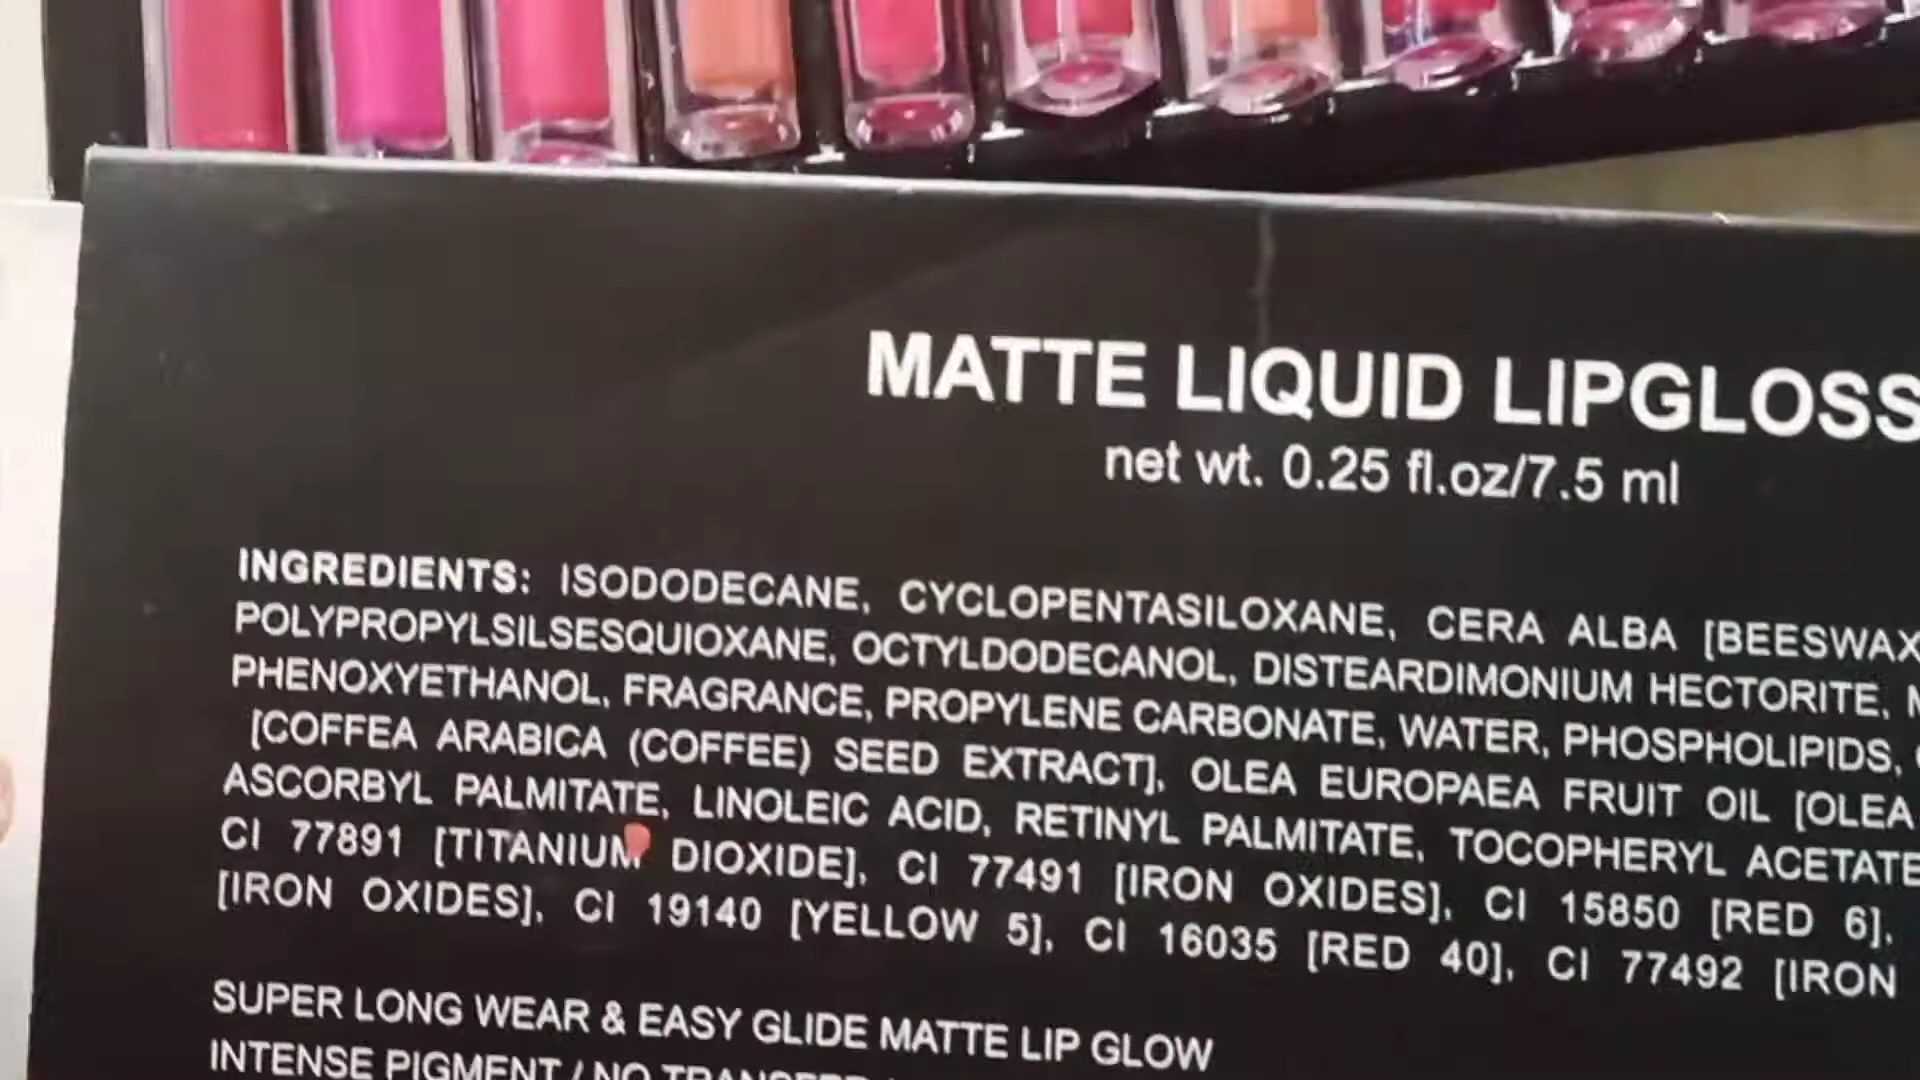 MATTE LIQUID LIPGLOSS
net wt. 0.25 fl.oz/7.5 ml
INGREDIENTS: ISODODECANE, CYCLOPENTASILOXANE, CERA ALBA [BEESWAX
POLYPROPYLSILSESQUIOXANE, OCTYLDODECANOL, DISTEARDIMONIUM HECTORITE,
PHENOXYETHANOL, FRAGRANCE, PROPYLENE CARBONATE, WATER, PHOSPHOLIPIDS,
[COFFEA ARABICA (COFFEE) SEED EXTRACT], OLEA EUROPAEA FRUIT OIL [OLEA
ASCORBYL PALMITATE, LINOLEIC ACID, RETINYL PALMITATE, TOCOPHERYL ACETATE
CI 77891 [TITANIUM DIOXIDE], CI 77491 [IRON OXIDES], CI 15850 [RED 6],
[IRON OXIDES], CI 19140 [YELLOW 5], CI 16035 [RED 40], CI 77492 [IRON
SUPER LONG WEAR & EASY GLIDE MATTE LIP GLOW
INTENSE PIGMENT / NO TRANSFER